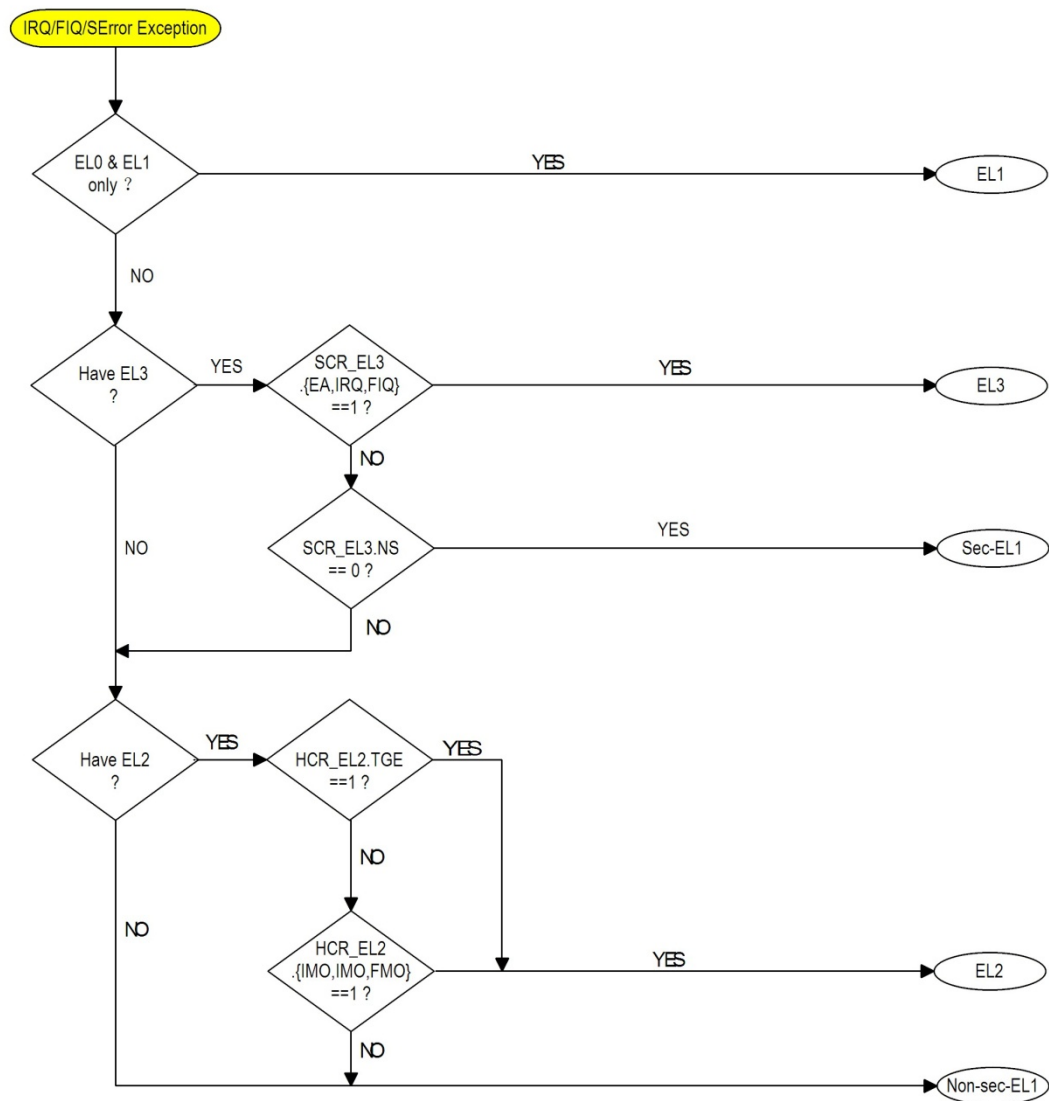 IRQ/FIQ/SError Exception
EL0 & EL1
only ?
YES
EL1
NO
Have EL3
?
YES
SCR_EL3
.{EA,IRQ,FIQ}
==1 ?
YES
EL3
NO
NO
SCR_EL3.NS
== 0 ?
YES
Sec-EL1
NO
Have EL2
?
YES
HCR_EL2.TGE
==1 ?
YES
NO
NO
HCR_EL2
.{IMO,IMO,FMO}
==1 ?
YES
EL2
NO
Non-sec-EL1